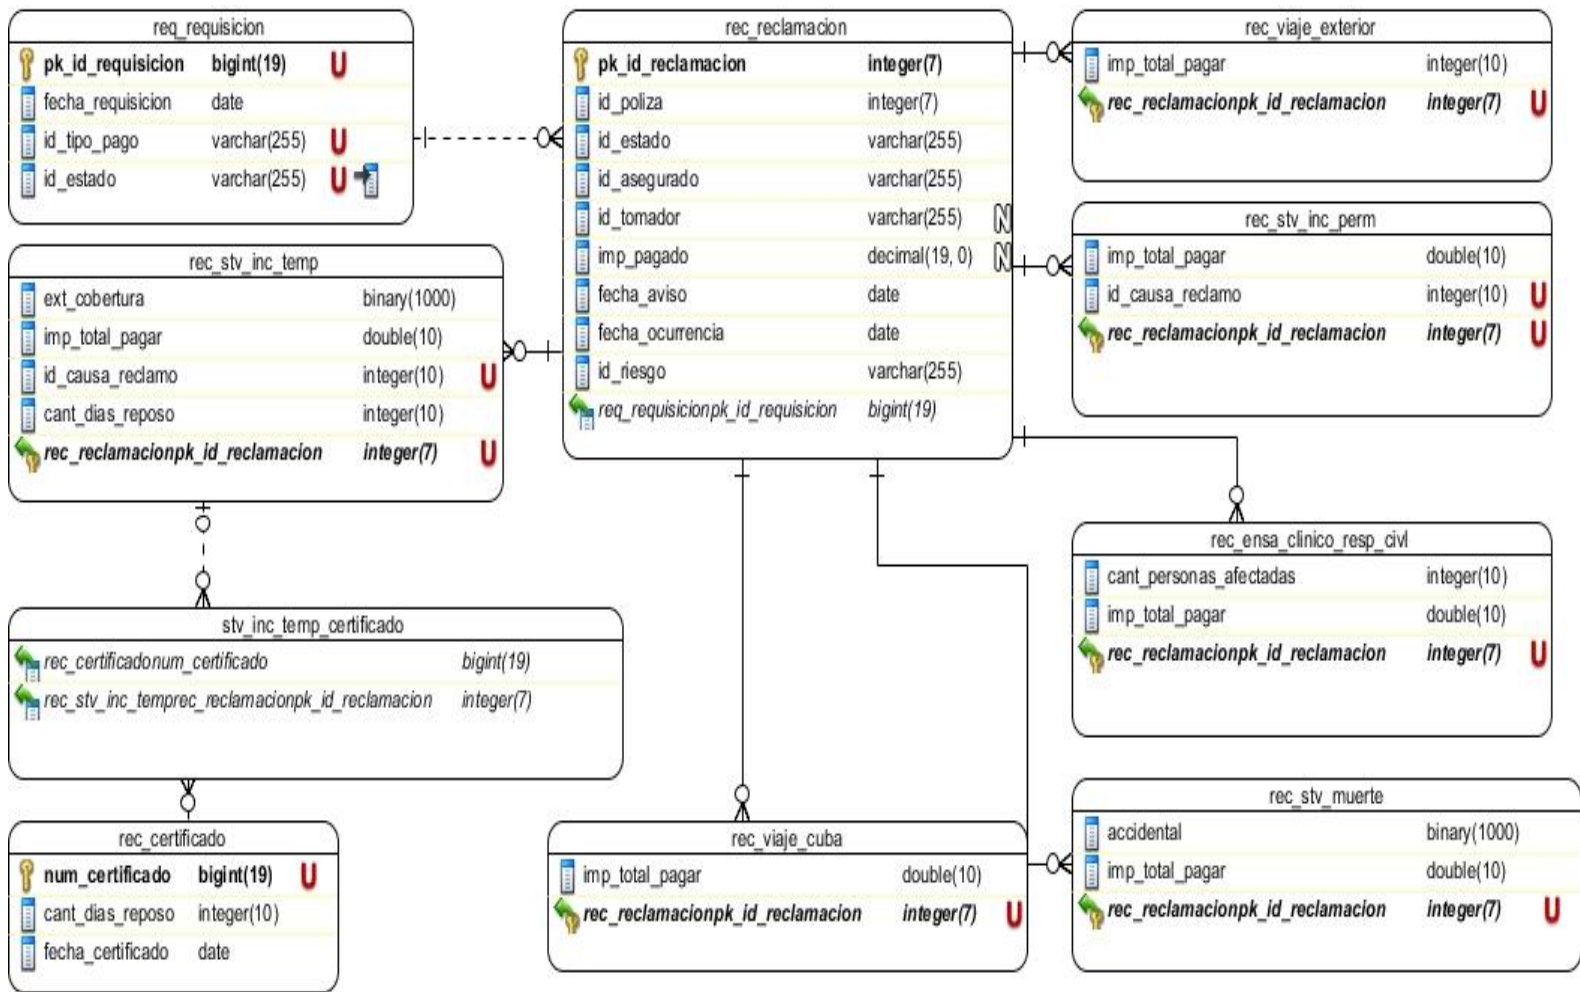 req_requisicion
pk_id_requisicion bigint(19) U
fecha_requisicion date
id_tipo_pago varchar(255) U
id_estado varchar(255) U
rec_reclamacion
pk_id_reclamacion integer(7)
id_poliza integer(7)
id_estado varchar(255)
id_asegurado varchar(255)
id_tomador varchar(255) N
imp_pagado decimal(19, 0) N
fecha_aviso date
fecha_ocurrencia date
id_riesgo varchar(255)
req_requisicionpk_id_requisicion bigint(19)
rec_viaje_exterior
imp_total_pagar integer(10)
rec_reclamacionpk_id_reclamacion integer(7) U
rec_stv_inc_perm
imp_total_pagar double(10)
id_causa_reclamo integer(10) U
rec_reclamacionpk_id_reclamacion integer(7) U
rec_stv_inc_temp
ext_cobertura binary(1000)
imp_total_pagar double(10)
id_causa_reclamo integer(10) U
cant_dias_reposo integer(10)
rec_reclamacionpk_id_reclamacion integer(7) U
rec_ensa_clinico_resp_civl
cant_personas_afectadas integer(10)
imp_total_pagar double(10)
rec_reclamacionpk_id_reclamacion integer(7) U
stv_inc_temp_certificado
rec_certificadonum_certificado bigint(19)
rec_stv_inc_temprec_reclamacionpk_id_reclamacion integer(7)
rec_certificado
num_certificado bigint(19) U
cant_dias_reposo integer(10)
fecha_certificado date
rec_viaje_cuba
imp_total_pagar double(10)
rec_reclamacionpk_id_reclamacion integer(7) U
rec_stv_muerte
accidental binary(1000)
imp_total_pagar double(10)
rec_reclamacionpk_id_reclamacion integer(7) U